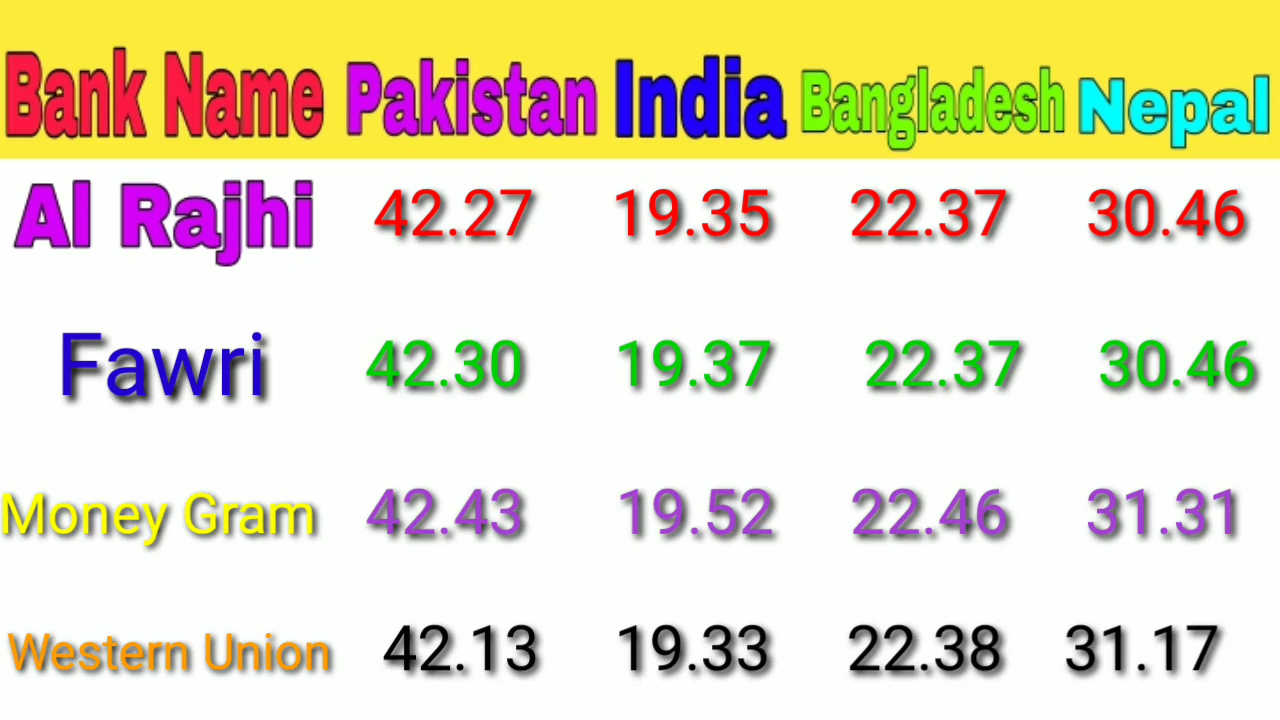 Bank Name Pakistan India Bangladesh Nepal
Al Rajhi 42.27 19.35 22.37 30.46
Fawri 42.30 19.37 22.37 30.46
Money Gram 42.43 19.52 22.46 31.31
Western Union 42.13 19.33 22.38 31.17